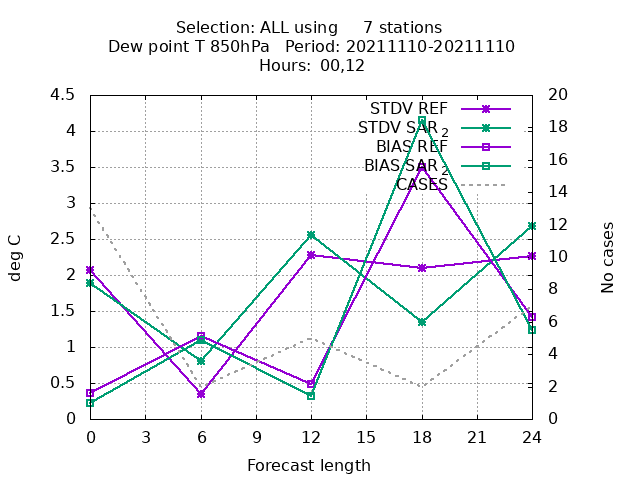 Selection: ALL using     7 stations
Dew point T 850hPa   Period: 20211110-20211110
Hours: 00,12
4.5
4
3.5
3
2.5
2
1.5
1
0.5
0
deg C
STDV REF
STDV SAR 2
BIAS REF
BIAS SAR 2
CASES
20
18
16
14
12
10
8
6
4
2
0
No cases
0 3 6 9 12 15 18 21 24
Forecast length